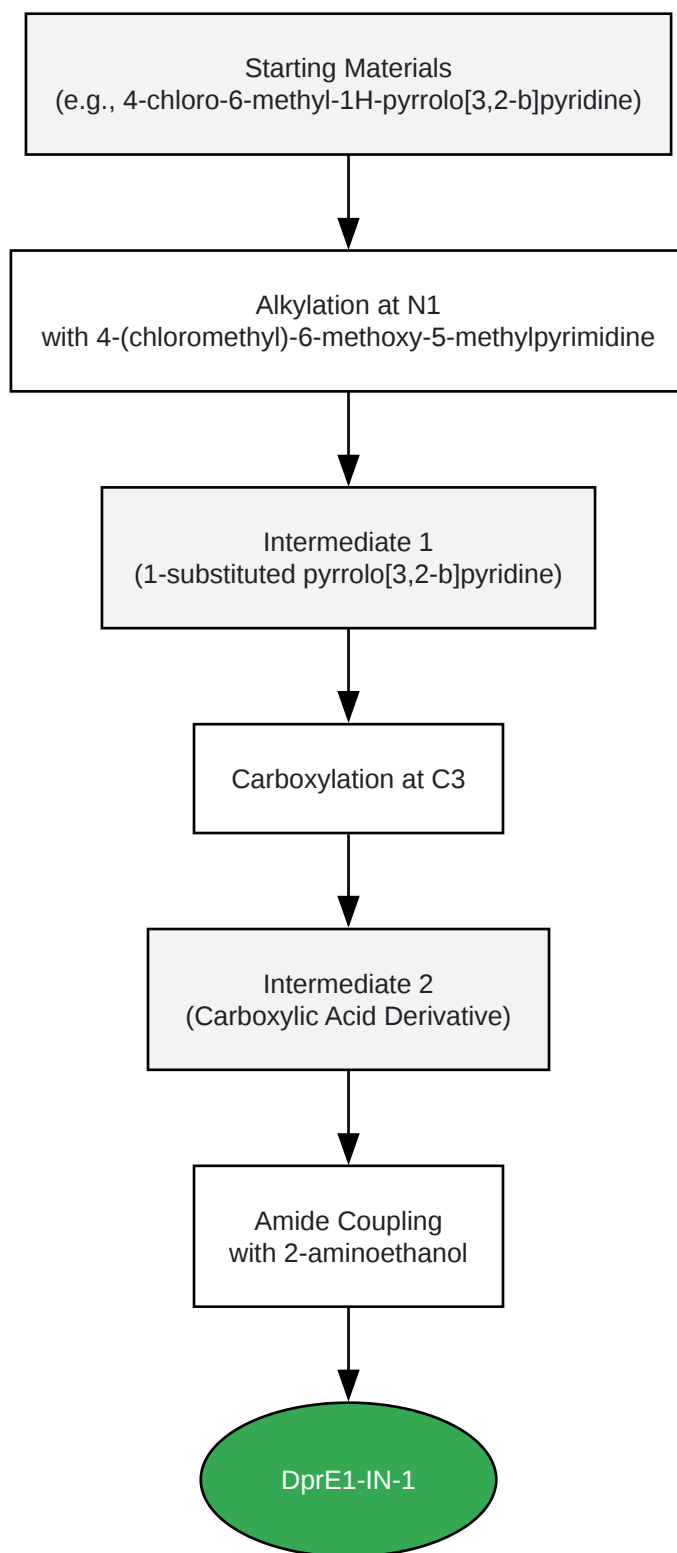 Starting Materials
(e.g., 4-chloro-6-methyl-1H-pyrrolo[3,2-b]pyridine)
Alkylation at N1
with 4-(chloromethyl)-6-methoxy-5-methylpyrimidine
Intermediate 1
(1-substituted pyrrolo[3,2-b]pyridine)
Carboxylation at C3
Intermediate 2
(Carboxylic Acid Derivative)
Amide Coupling
with 2-aminoethanol
DprE1-IN-1